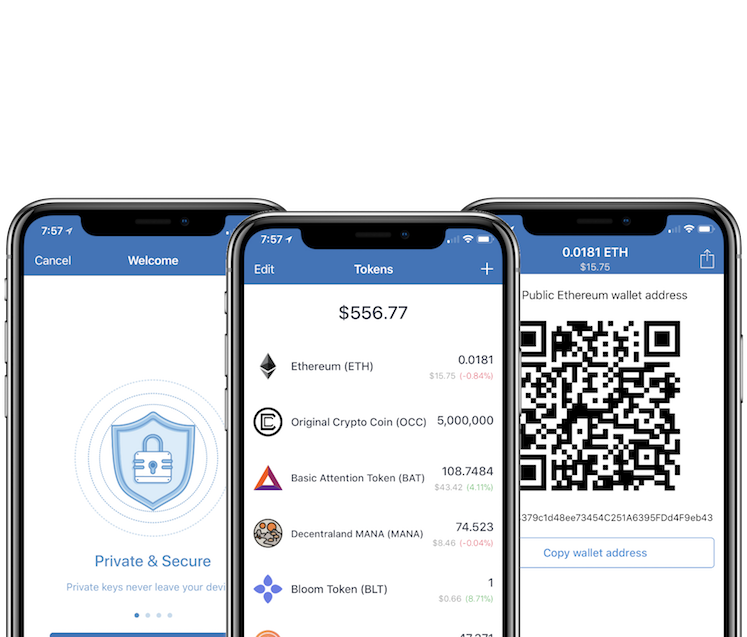 7:57
Cancel
Welcome
Private & Secure
Private keys never leave your devi
7:57
Edit
Tokens
+
$556.77
Ethereum (ETH)
0.0181
$15.75 (-0.84%)
Original Crypto Coin (OCC)
5,000,000
Basic Attention Token (BAT)
108.7484
$43.42 (4.11%)
Decentraland MANA (MANA)
74.523
$8.46 (-0.04%)
Bloom Token (BLT)
1
$0.66 (8.71%)
0.0181 ETH
$15.75
Public Ethereum wallet address
379c1d48ee73454C251A6395FDd4F9eb43
Copy wallet address